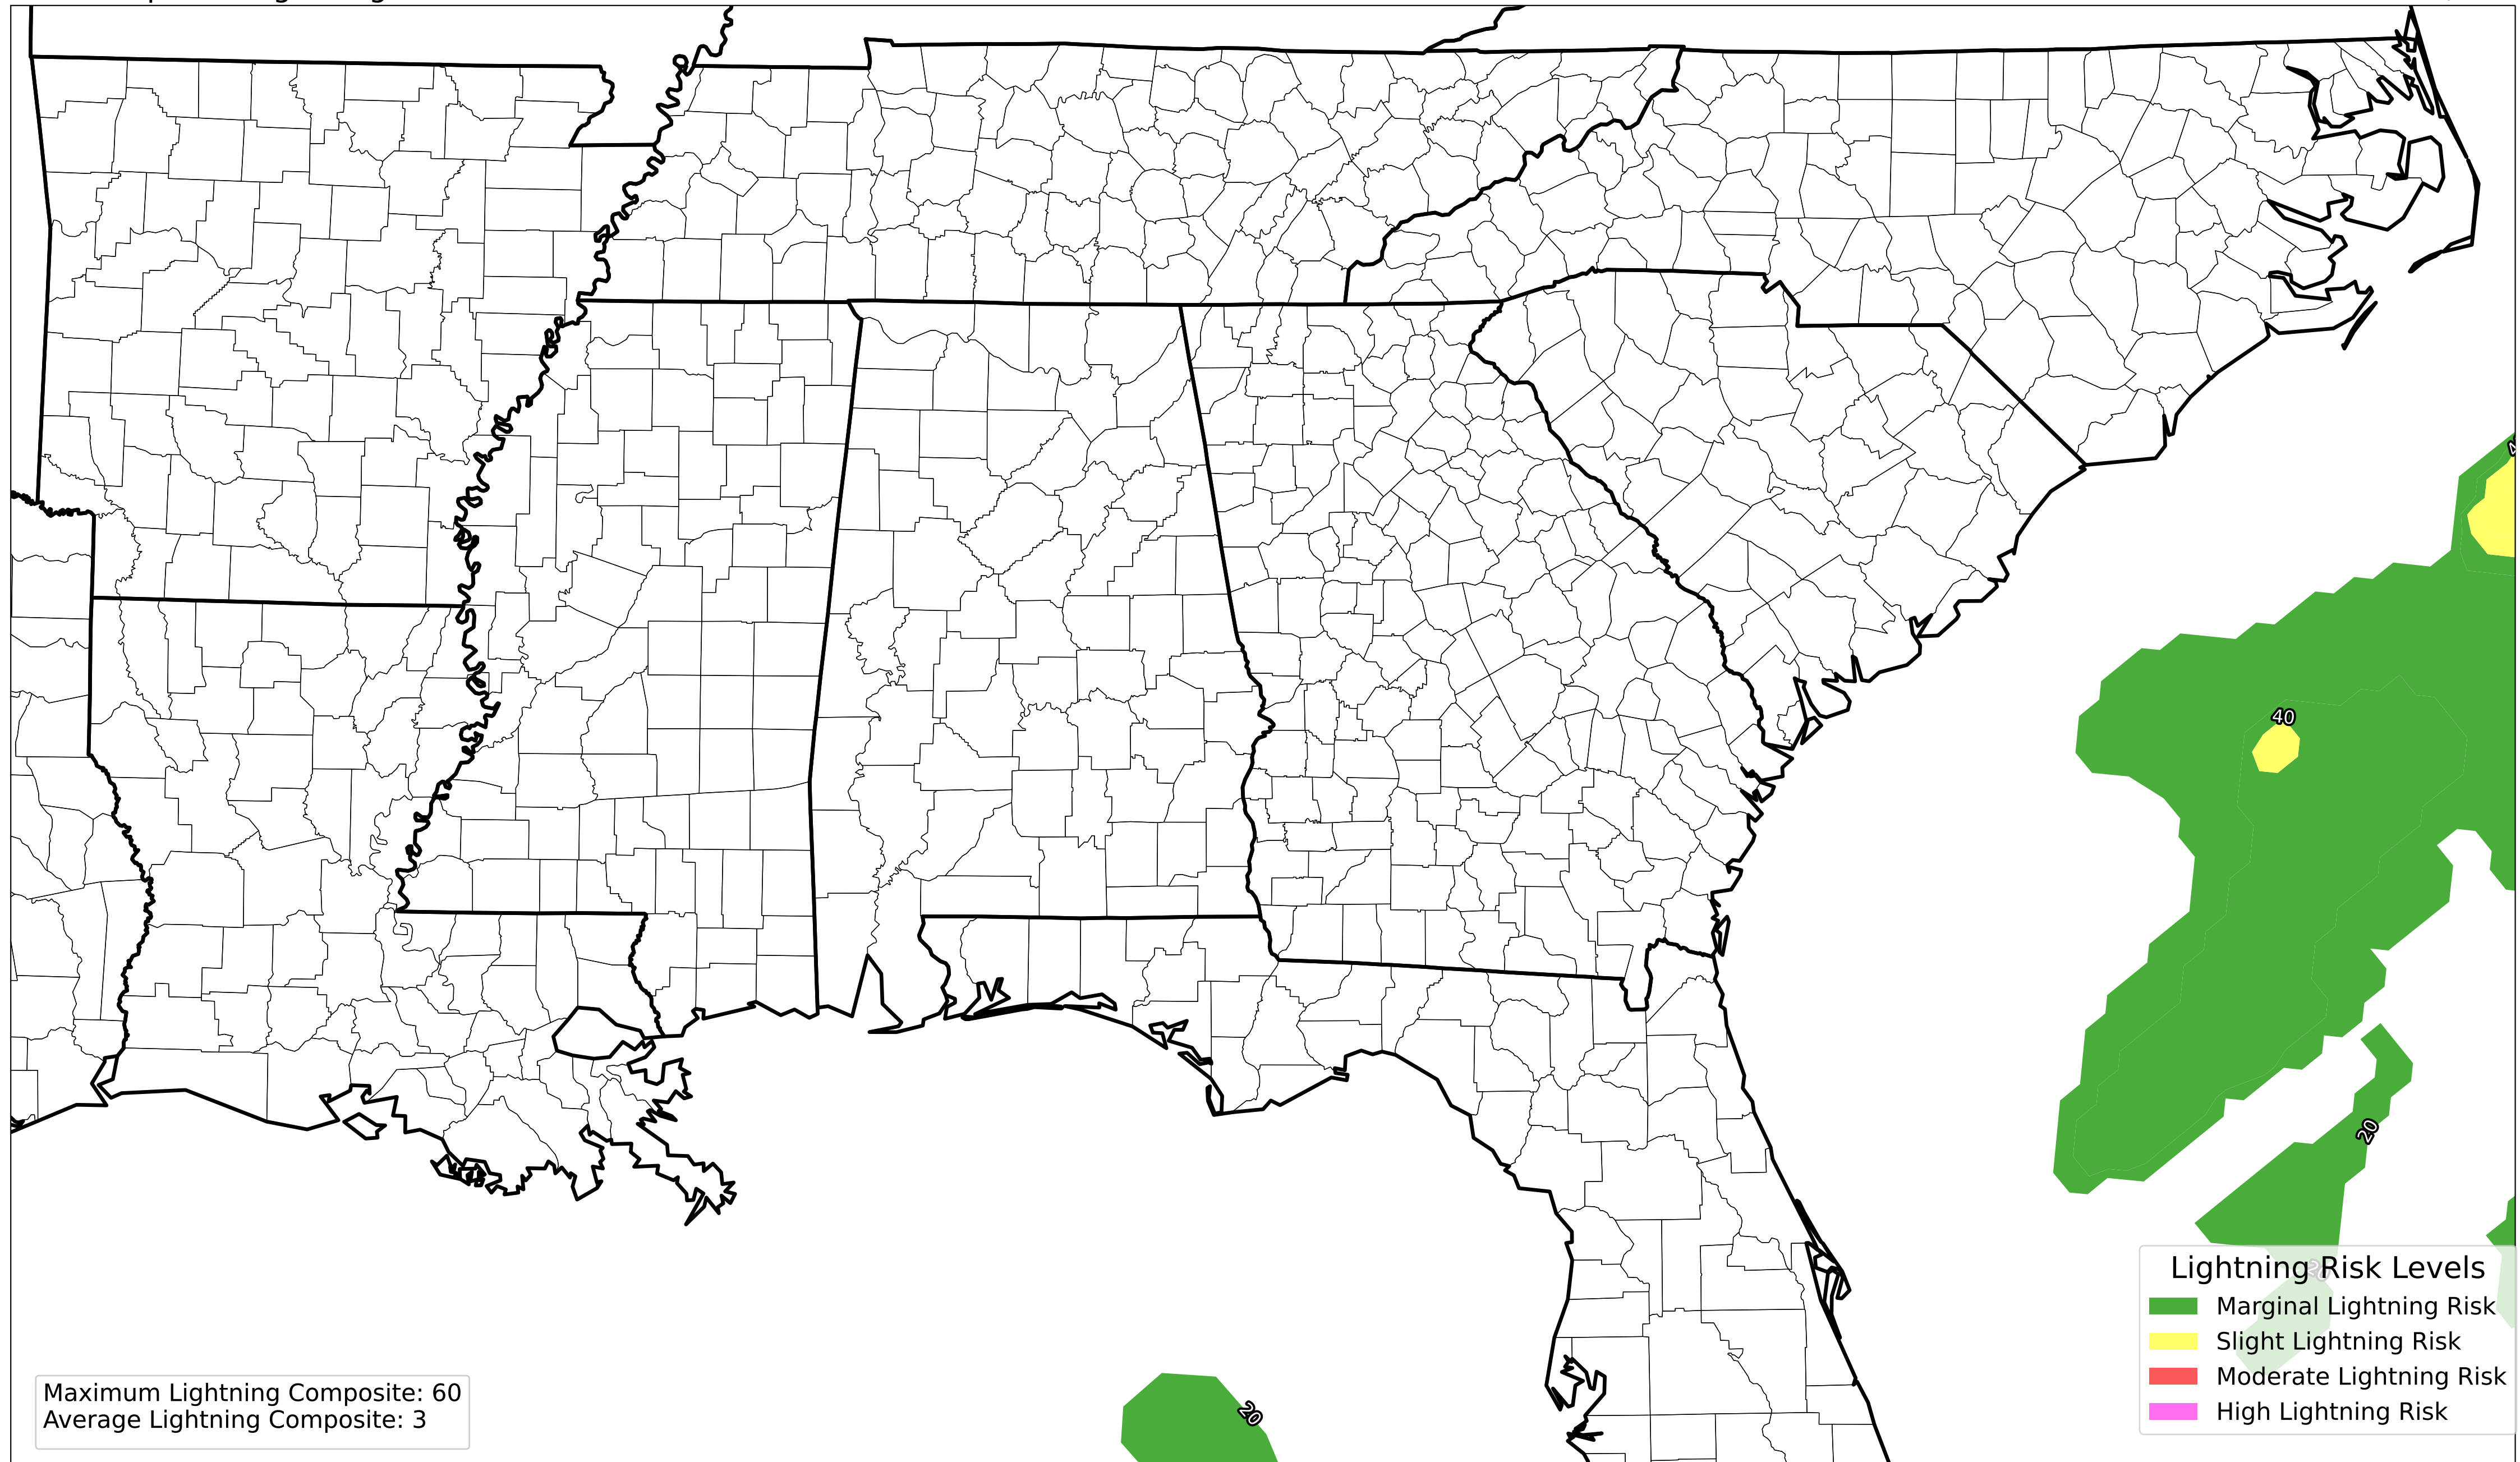 40
20
Lightning Risk Levels
Marginal Lightning Risk
Slight Lightning Risk
Moderate Lightning Risk
High Lightning Risk
Maximum Lightning Composite: 60
Average Lightning Composite: 3
20